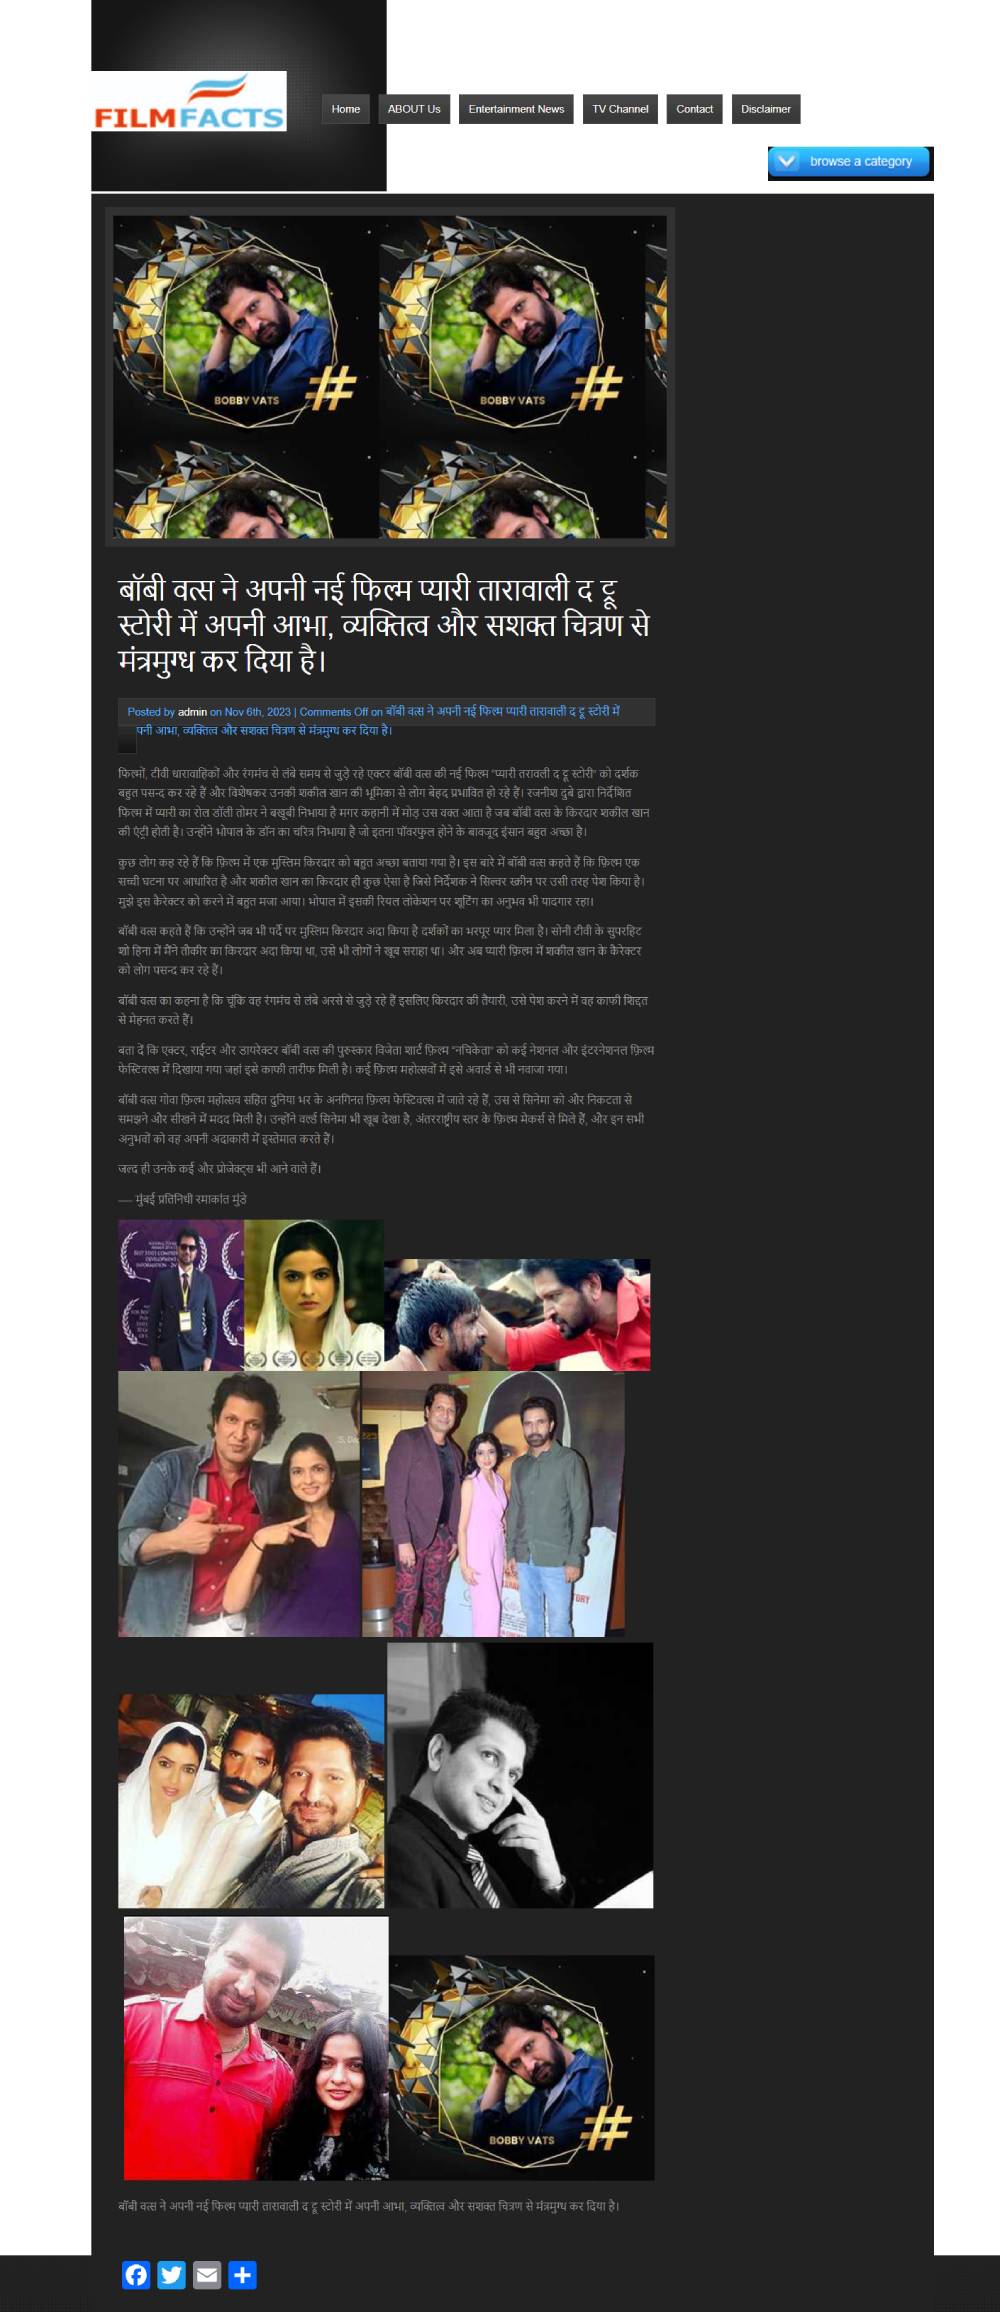 FILMFACTS
Home
ABOUT Us
Entertainment News
TV Channel
Contact
Disclaimer
browse a category
BOBBY VATS
#
BOBBY VATS
#
बॉबी वत्स ने अपनी नई फिल्म प्यारी तारावाली द ट्रू
स्टोरी में अपनी आभा, व्यक्तित्व और सशक्त चित्रण से
मंत्रमुग्ध कर दिया है।
Posted by admin on Nov 6th, 2023 | Comments Off on बॉबी वत्स ने अपनी नई फिल्म प्यारी तारावाली द ट्रू स्टोरी में
पनी आभा, व्यक्तित्व और सशक्त चित्रण से मंत्रमुग्ध कर दिया है।
फिल्मों, टीवी धारावाहिकों और रंगमंच से लंबे समय से जुड़े रहे एक्टर बॉबी वत्स की नई फिल्म "प्यारी तरावली द ट्रू स्टोरी" को दर्शक
बहुत पसन्द कर रहे हैं और विशेषकर उनकी शकील खान की भूमिका से लोग बेहद प्रभावित हो रहे हैं। रजनीश दुबे द्वारा निर्देशित
फिल्म में प्यारी का रोल डॉली तोमर ने बखूबी निभाया है मगर कहानी में मोड़ उस वक्त आता है जब बॉबी वत्स के किरदार शकील खान
की ऐंट्री होती है। उन्होंने भोपाल के डॉन का चरित्र निभाया है जो इतना पॉवरफुल होने के बावजूद इंसान बहुत अच्छा है।
कुछ लोग कह रहे हैं कि फ़िल्म में एक मुस्लिम किरदार को बहुत अच्छा बताया गया है। इस बारे में बॉबी वत्स कहते हैं कि फ़िल्म एक
सच्ची घटना पर आधारित है और शकील खान का किरदार ही कुछ ऐसा है जिसे निर्देशक ने सिल्वर स्क्रीन पर उसी तरह पेश किया है।
मुझे इस कैरेक्टर को करने में बहुत मजा आया। भोपाल में इसकी रियल लोकेशन पर शूटिंग का अनुभव भी यादगार रहा।
बॉबी वत्स कहते हैं कि उन्होंने जब भी पर्दे पर मुस्लिम किरदार अदा किया है दर्शकों का भरपूर प्यार मिला है। सोनी टीवी के सुपरहिट
शो हिना में मैंने तौकीर का किरदार अदा किया था, उसे भी लोगों ने खूब सराहा था। और अब प्यारी फ़िल्म में शकील खान के कैरेक्टर
को लोग पसन्द कर रहे हैं।
बॉबी वत्स का कहना है कि चूंकि वह रंगमंच से लंबे अरसे से जुड़े रहे हैं इसलिए किरदार की तैयारी, उसे पेश करने में वह काफी शिद्दत
से मेहनत करते हैं।
बता दें कि एक्टर, राईटर और डायरेक्टर बॉबी वत्स की पुरुस्कार विजेता शार्ट फ़िल्म "नचिकेता" को कई नेशनल और इंटरनेशनल फ़िल्म
फेस्टिवल्स में दिखाया गया जहां इसे काफी तारीफ मिली है। कई फ़िल्म महोत्सवों में इसे अवार्ड से भी नवाजा गया।
बॉबी वत्स गोवा फ़िल्म महोत्सव सहित दुनिया भर के अनगिनत फ़िल्म फेस्टिवल्स में जाते रहे हैं, उस से सिनेमा को और निकटता से
समझने और सीखने में मदद मिली है। उन्होंने वर्ल्ड सिनेमा भी खूब देखा है, अंतरराष्ट्रीय स्तर के फ़िल्म मेकर्स से मिले हैं, और इन सभी
अनुभवों को वह अपनी अदाकारी में इस्तेमाल करते हैं।
जल्द ही उनके कई और प्रोजेक्ट्स भी आने वाले हैं।
— मुंबई प्रतिनिधी रमाकांत मुंडे
BOBBY VATS
#
बॉबी वत्स ने अपनी नई फिल्म प्यारी तारावाली द ट्रू स्टोरी में अपनी आभा, व्यक्तित्व और सशक्त चित्रण से मंत्रमुग्ध कर दिया है।